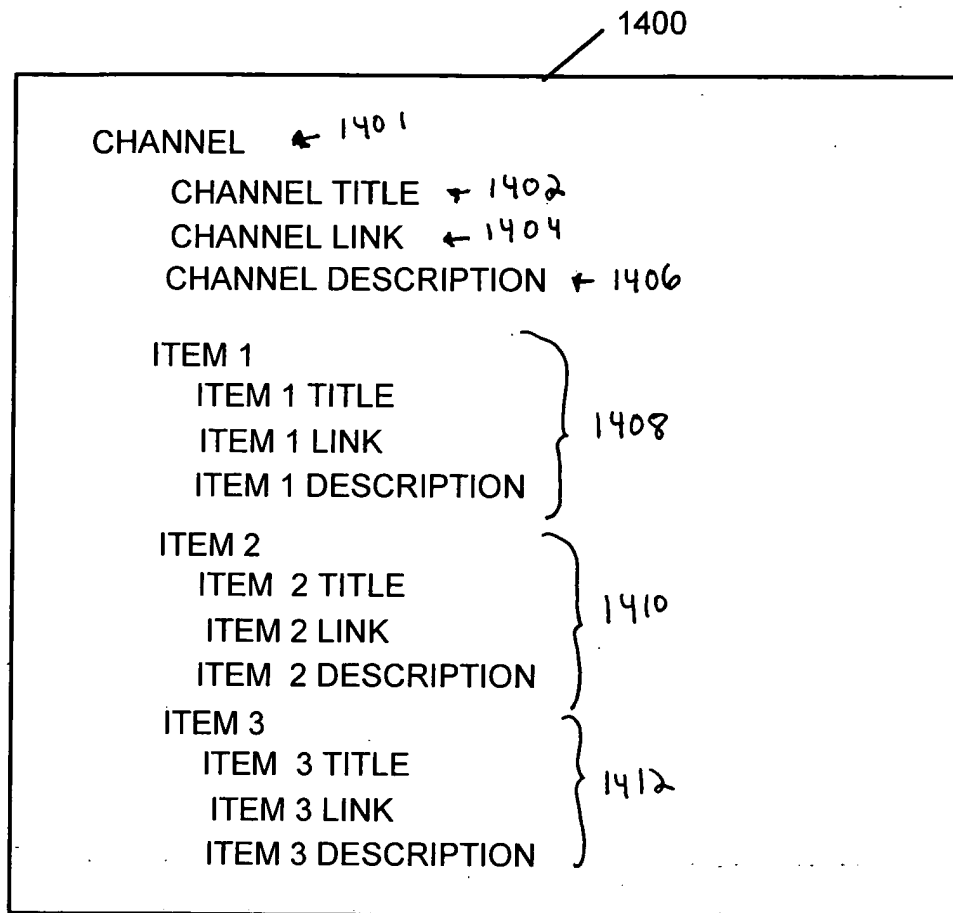 1400
CHANNEL ← 1401
CHANNEL TITLE ← 1402
CHANNEL LINK ← 1404
CHANNEL DESCRIPTION ← 1406
ITEM 1
ITEM 1 TITLE
ITEM 1 LINK
1408
ITEM 1 DESCRIPTION
ITEM 2
ITEM 2 TITLE
1410
ITEM 2 LINK
ITEM 2 DESCRIPTION
ITEM 3
ITEM 3 TITLE
1412
ITEM 3 LINK
ITEM 3 DESCRIPTION